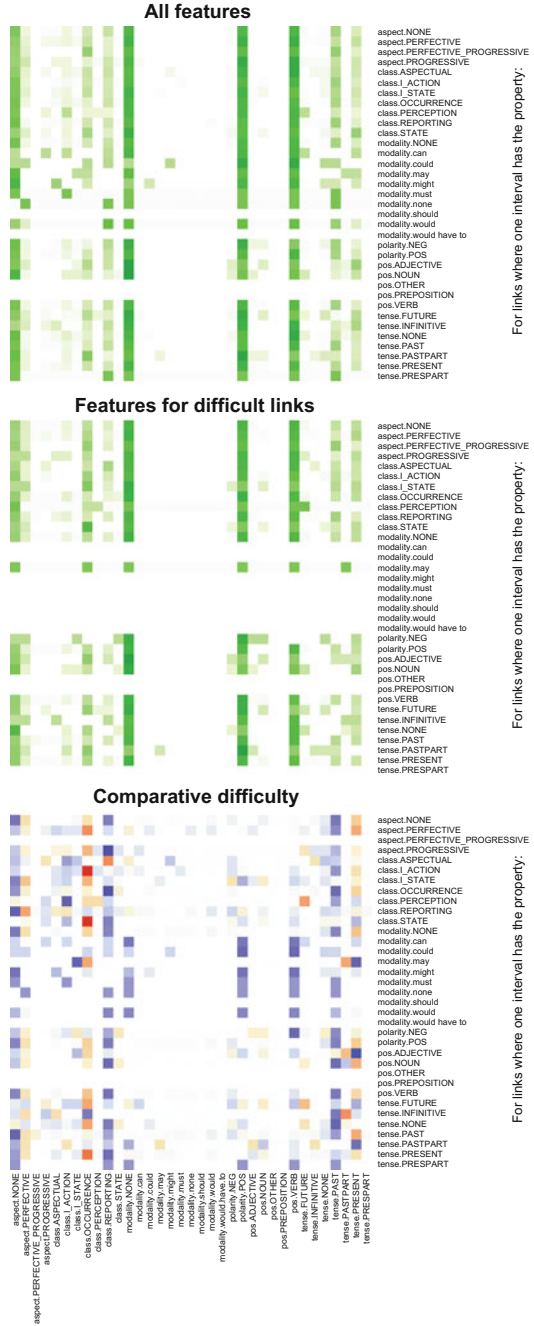 All features
aspect.NONE
aspect.PERFECTIVE
aspect.PERFECTIVE_PROGRESSIVE
aspect.PROGRESSIVE
class.ASPECTUAL
class.I_ACTION
class.I_STATE
class.OCCURRENCE
class.PERCEPTION
class.REPORTING
class.STATE
modality.NONE
modality.can
modality.could
modality.may
modality.might
modality.must
modality.none
modality.should
modality.would
modality.would have to
polarity.NEG
polarity.POS
pos.ADJECTIVE
pos.NOUN
pos.OTHER
pos.PREPOSITION
pos.VERB
tense.FUTURE
tense.INFINITIVE
tense.NONE
tense.PAST
tense.PASTPART
tense.PRESENT
tense.PRESPART
For links where one interval has the property:
Features for difficult links
aspect.NONE
aspect.PERFECTIVE
aspect.PERFECTIVE_PROGRESSIVE
aspect.PROGRESSIVE
class.ASPECTUAL
class.I_ACTION
class.I_STATE
class.OCCURRENCE
class.PERCEPTION
class.REPORTING
class.STATE
modality.NONE
modality.can
modality.could
modality.may
modality.might
modality.must
modality.none
modality.should
modality.would
modality.would have to
polarity.NEG
polarity.POS
pos.ADJECTIVE
pos.NOUN
pos.OTHER
pos.PREPOSITION
pos.VERB
tense.FUTURE
tense.INFINITIVE
tense.NONE
tense.PAST
tense.PASTPART
tense.PRESENT
tense.PRESPART
For links where one interval has the property:
Comparative difficulty
aspect.NONE
aspect.PERFECTIVE
aspect.PERFECTIVE_PROGRESSIVE
aspect.PROGRESSIVE
class.ASPECTUAL
class.I_ACTION
class.I_STATE
class.OCCURRENCE
class.PERCEPTION
class.REPORTING
class.STATE
modality.NONE
modality.can
modality.could
modality.may
modality.might
modality.must
modality.none
modality.should
modality.would
modality.would have to
polarity.NEG
polarity.POS
pos.ADJECTIVE
pos.NOUN
pos.OTHER
pos.PREPOSITION
pos.VERB
tense.FUTURE
tense.INFINITIVE
tense.NONE
tense.PAST
tense.PASTPART
tense.PRESENT
tense.PRESPART
For links where one interval has the property:
aspect.NONE
aspect.PERFECTIVE
aspect.PERFECTIVE_PROGRESSIVE
aspect.PROGRESSIVE
class.ASPECTUAL
class.I_ACTION
class.I_STATE
class.OCCURRENCE
class.PERCEPTION
class.REPORTING
class.STATE
modality.NONE
modality.can
modality.could
modality.may
modality.might
modality.must
modality.none
modality.should
modality.would
modality.would.have.to
polarity.NEG
polarity.POS
pos.ADJECTIVE
pos.NOUN
pos.OTHER
pos.PREPOSITION
pos.VERB
tense.FUTURE
tense.INFINITIVE
tense.NONE
tense.PAST
tense.PASTPART
tense.PRESENT
tense.PRESPART